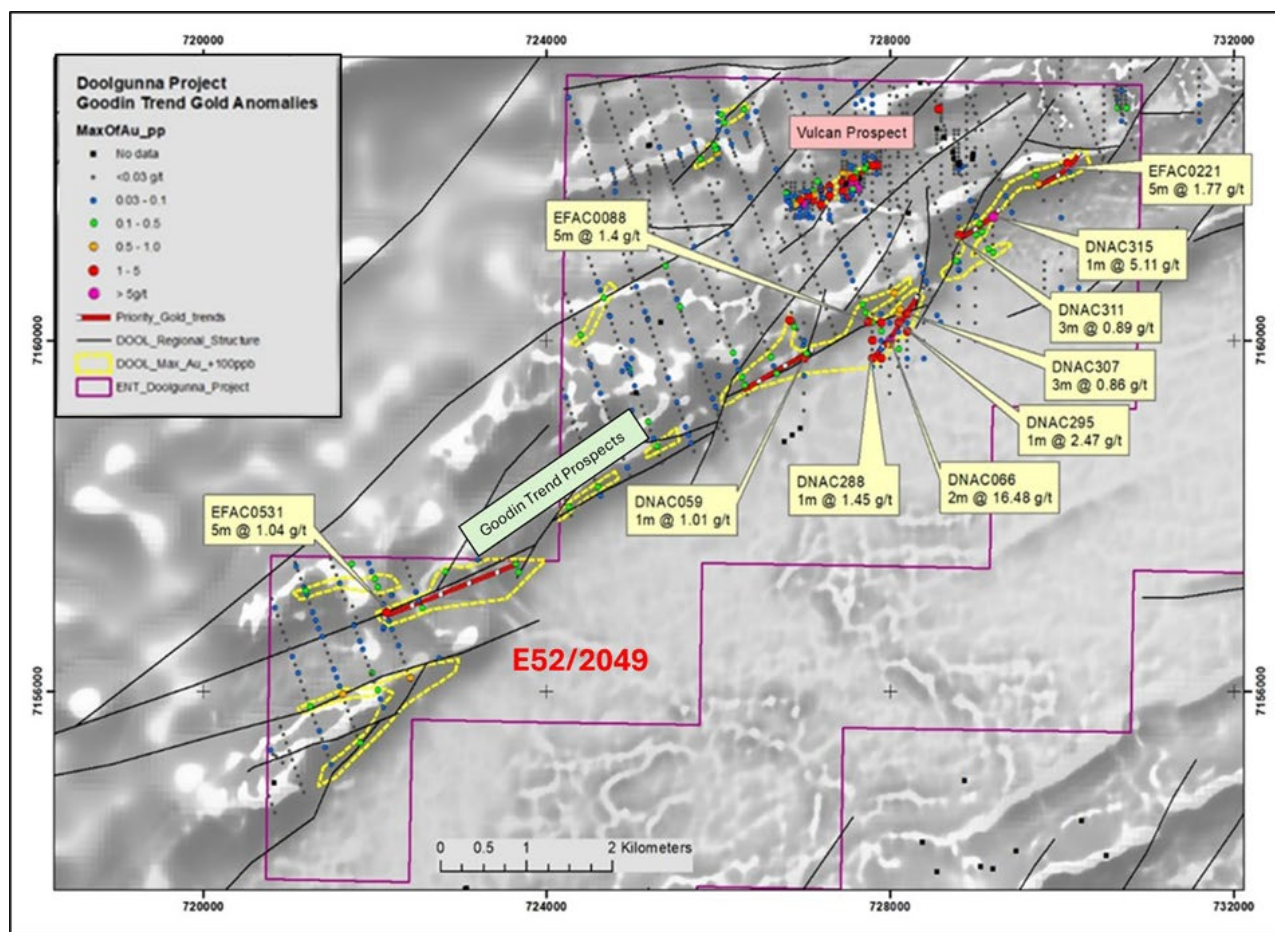 720000
724000
728000
732000
Doolgunna Project
Goodin Trend Gold Anomalies
MaxOfAu_pp
No data
<0.03 g/t
0.03 - 0.1
0.1 - 0.5
0.5 - 1.0
1 - 5
> 5g/t
Priority_Gold_trends
DOOL_Regional_Structure
DOOL_Max_Au_+100ppb
ENT_Doolgunna_Project
Vulcan Prospect
EFAC0221
5m @ 1.77 g/t
EFAC0088
5m @ 1.4 g/t
DNAC315
1m @ 5.11 g/t
DNAC311
3m @ 0.89 g/t
7160000
7160000
DNAC307
3m @ 0.86 g/t
DNAC295
1m @ 2.47 g/t
Goodin Trend Prospects
DNAC059
1m @ 1.01 g/t
DNAC288
1m @ 1.45 g/t
DNAC066
2m @ 16.48 g/t
EFAC0531
5m @ 1.04 g/t
E52/2049
7156000
7156000
0 0.5 1 2 Kilometers
720000
724000
728000
732000